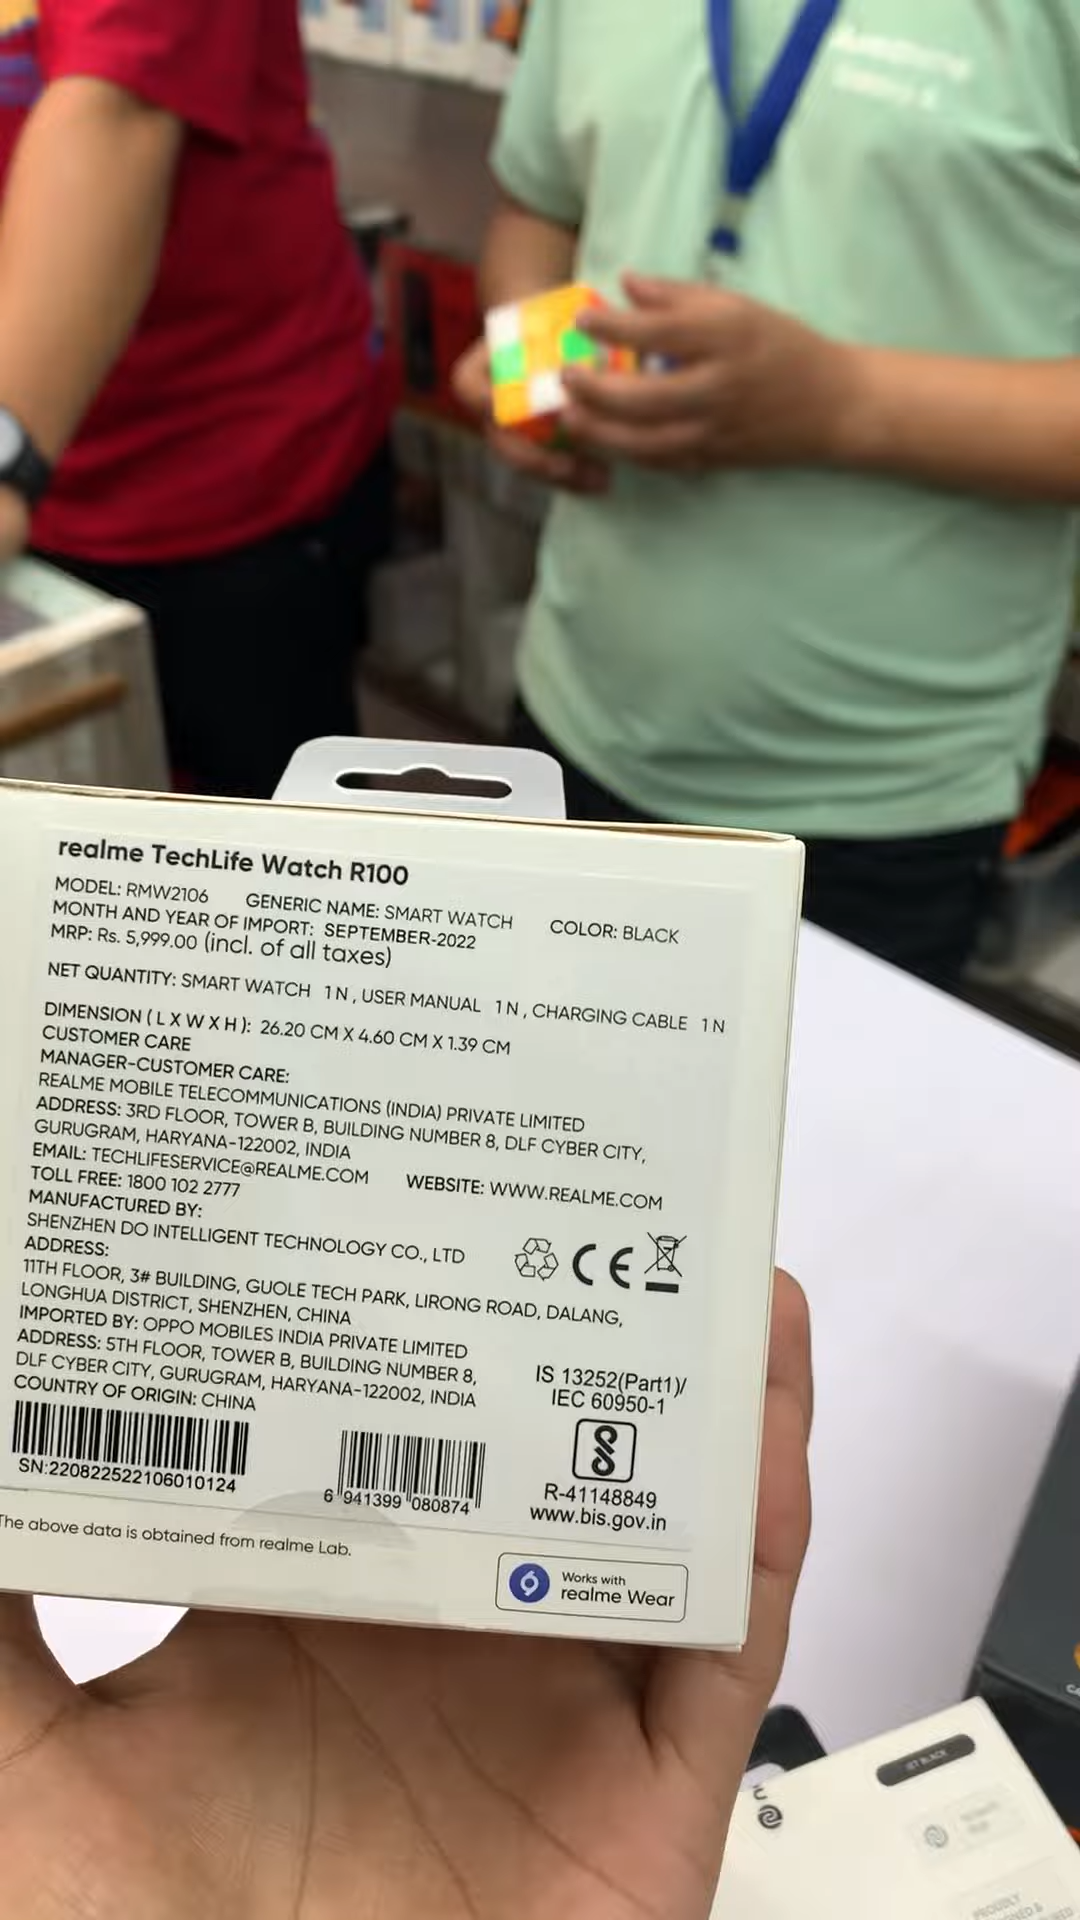 realme TechLife Watch R100
MODEL: RMW2106 GENERIC NAME: SMART WATCH COLOR: BLACK
MONTH AND YEAR OF IMPORT: SEPTEMBER-2022
MRP: Rs. 5,999.00 (incl. of all taxes)
NET QUANTITY: SMART WATCH 1 N , USER MANUAL 1 N , CHARGING CABLE 1 N
DIMENSION ( L X W X H ): 26.20 CM X 4.60 CM X 1.39 CM
CUSTOMER CARE
MANAGER-CUSTOMER CARE:
REALME MOBILE TELECOMMUNICATIONS (INDIA) PRIVATE LIMITED
ADDRESS: 3RD FLOOR, TOWER B, BUILDING NUMBER 8, DLF CYBER CITY,
GURUGRAM, HARYANA-122002, INDIA
EMAIL: TECHLIFESERVICE@REALME.COM WEBSITE: WWW.REALME.COM
TOLL FREE: 1800 102 2777
MANUFACTURED BY:
SHENZHEN DO INTELLIGENT TECHNOLOGY CO., LTD
ADDRESS:
11TH FLOOR, 3# BUILDING, GUOLE TECH PARK, LIRONG ROAD, DALANG,
LONGHUA DISTRICT, SHENZHEN, CHINA
IMPORTED BY: OPPO MOBILES INDIA PRIVATE LIMITED
ADDRESS: 5TH FLOOR, TOWER B, BUILDING NUMBER 8,
DLF CYBER CITY, GURUGRAM, HARYANA-122002, INDIA
COUNTRY OF ORIGIN: CHINA
CE
IS 13252(Part1)/
IEC 60950-1
SN:220822522106010124
6 941399 080874
R-41148849
www.bis.gov.in
The above data is obtained from realme Lab.
Works with
realme Wear
JET BLACK
PROUDLY